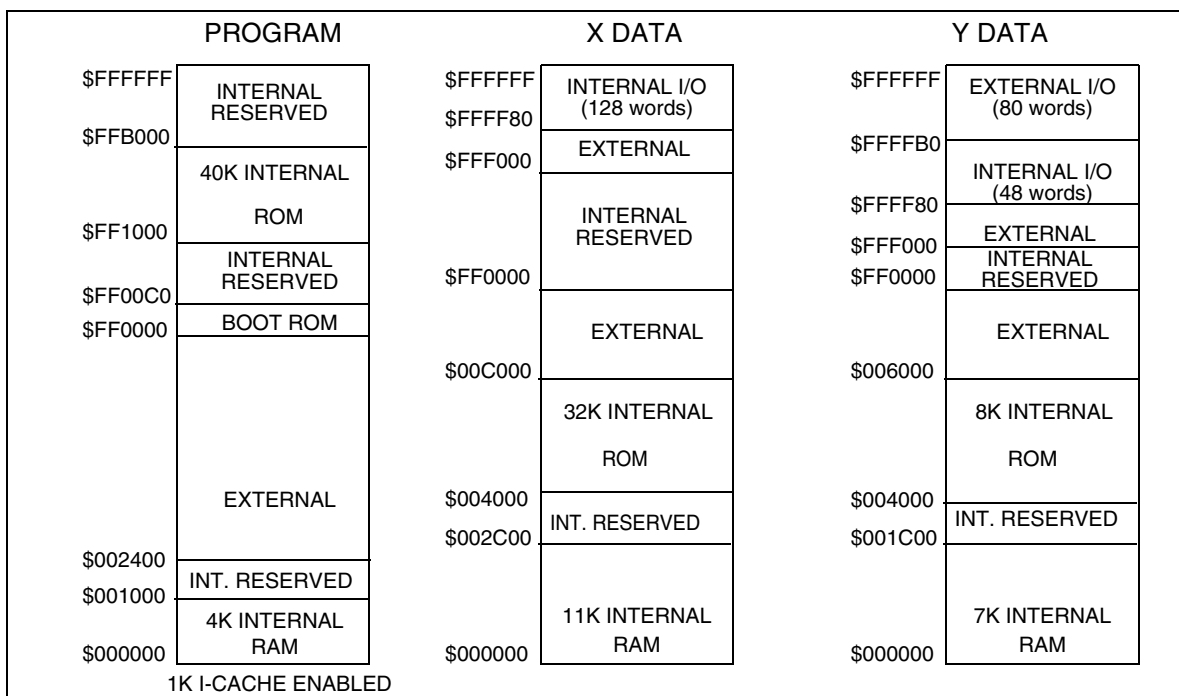 PROGRAM
$FFFFFF
INTERNAL
RESERVED
$FFB000
40K INTERNAL
ROM
$FF1000
INTERNAL
RESERVED
$FF00C0
BOOT ROM
$FF0000
EXTERNAL
$002400
INT. RESERVED
$001000
4K INTERNAL
RAM
$000000
1K I-CACHE ENABLED
X DATA
$FFFFFF
INTERNAL I/O
(128 words)
$FFFF80
EXTERNAL
$FFF000
INTERNAL
RESERVED
$FF0000
EXTERNAL
$00C000
32K INTERNAL
ROM
$004000
INT. RESERVED
$002C00
11K INTERNAL
RAM
$000000
Y DATA
$FFFFFF
EXTERNAL I/O
(80 words)
$FFFFB0
INTERNAL I/O
(48 words)
$FFFF80
EXTERNAL
$FFF000
INTERNAL
RESERVED
$FF0000
EXTERNAL
$006000
8K INTERNAL
ROM
$004000
INT. RESERVED
$001C00
7K INTERNAL
RAM
$000000